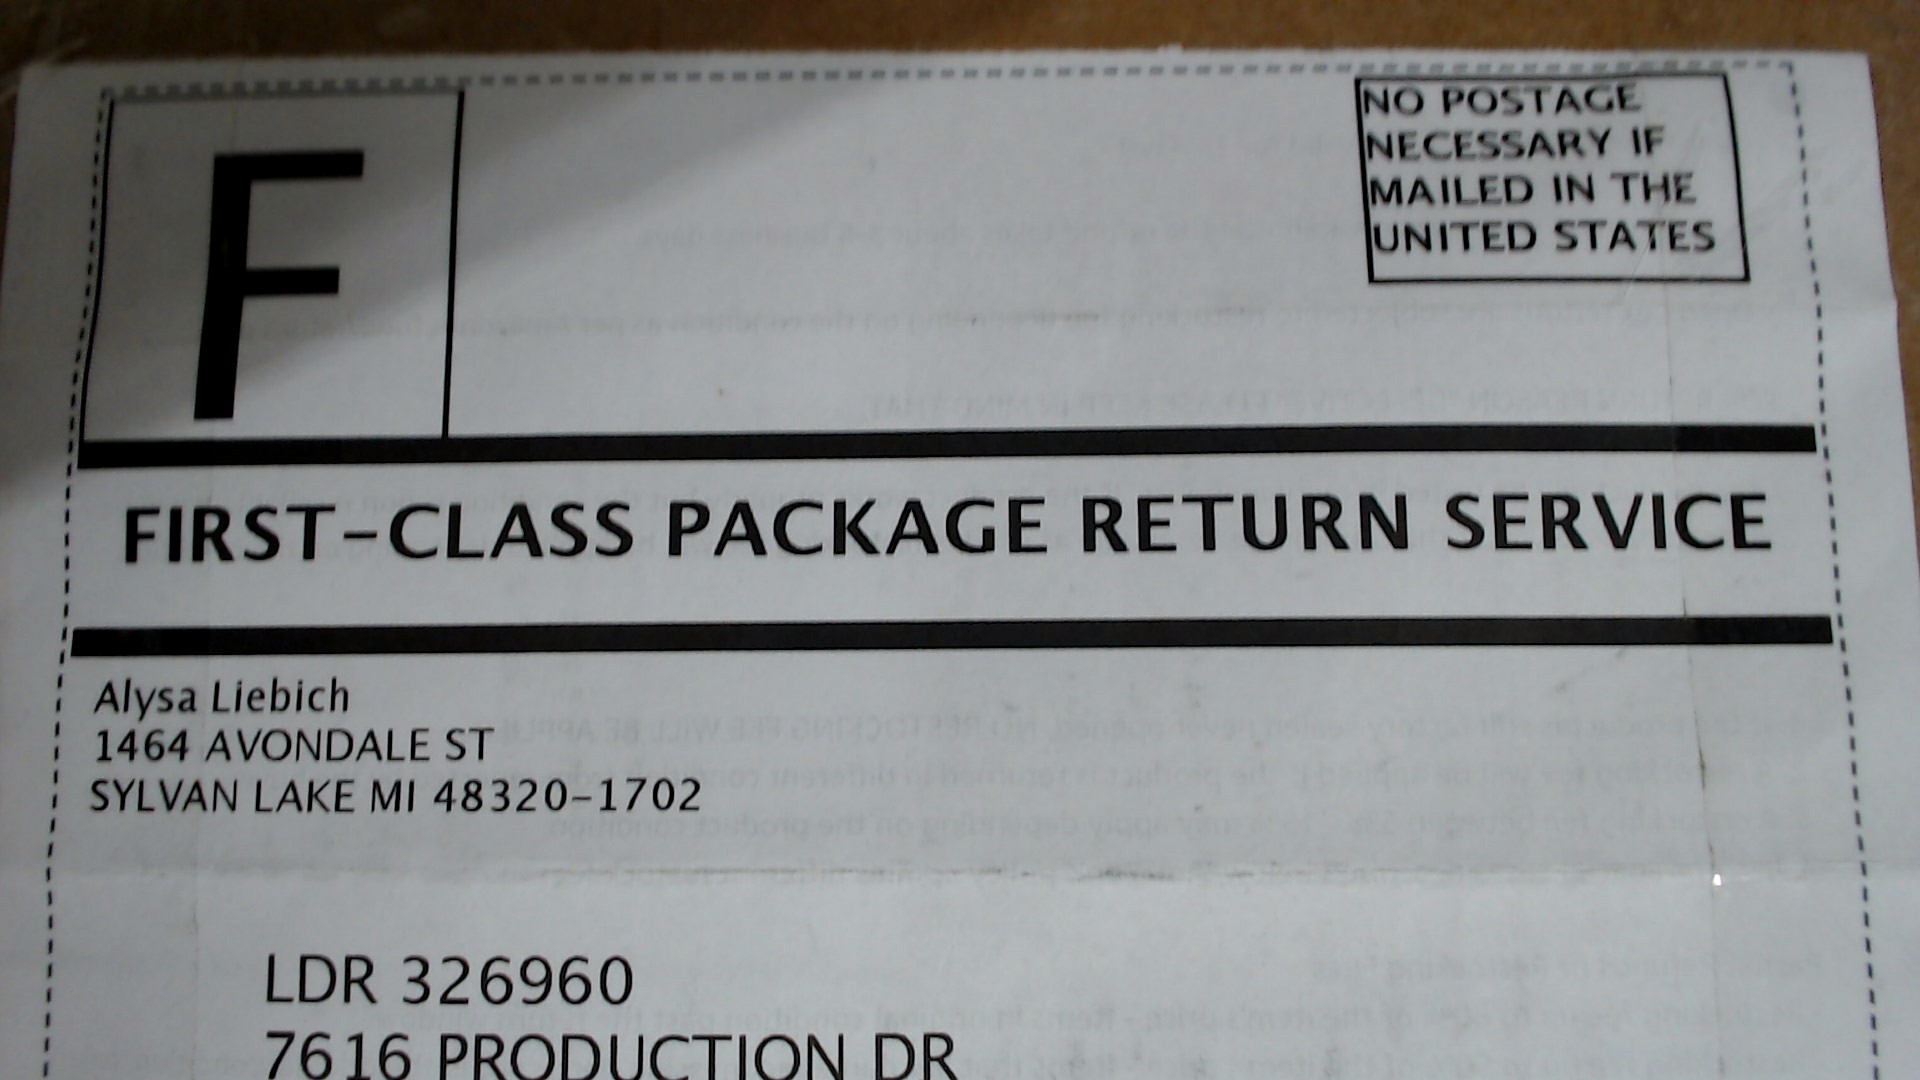 F
NO POSTAGE
NECESSARY IF
MAILED IN THE
UNITED STATES
FIRST-CLASS PACKAGE RETURN SERVICE
Alysa Liebich
1464 AVONDALE ST
SYLVAN LAKE MI 48320-1702
LDR 326960
7616 PRODUCTION DR